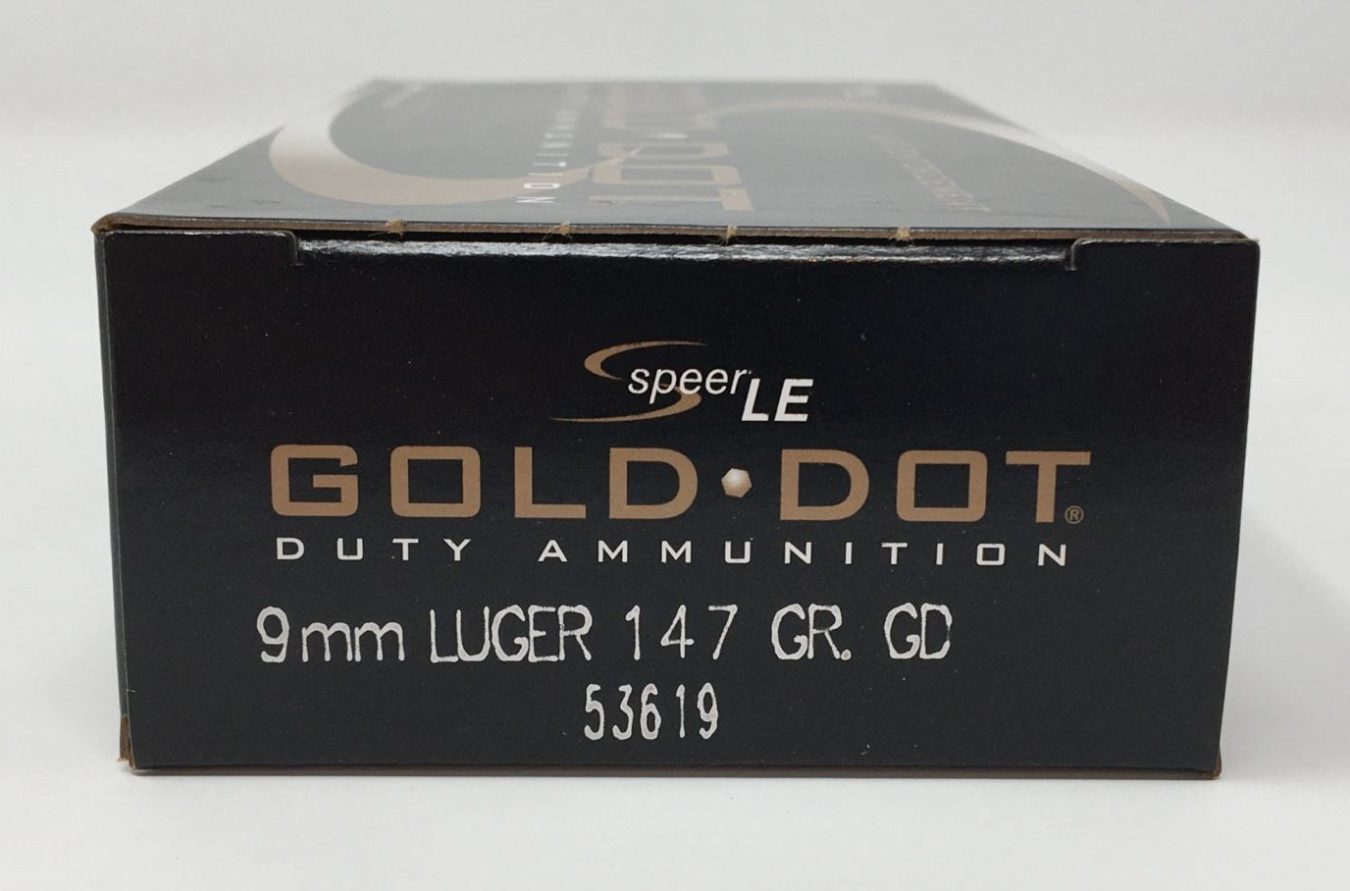 speer LE
GOLD DOT®
DUTY AMMUNITION
9mm LUGER 147 GR. GD
53619